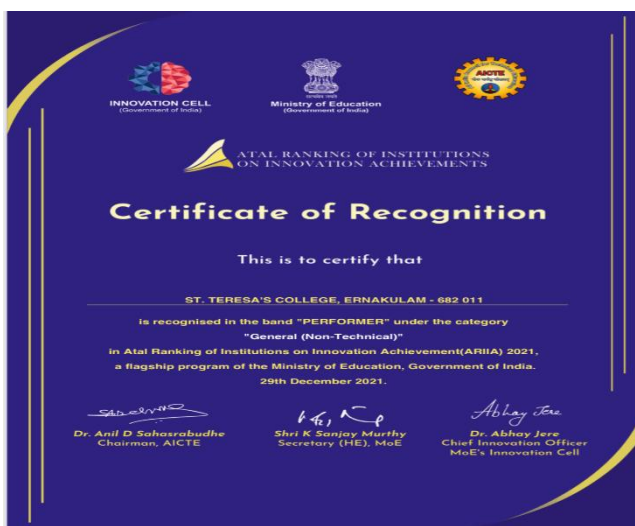 INNOVATION CELL
(Government of India)
Ministry of Education
(Government of India)
AICTE
ATAL RANKING OF INSTITUTIONS
ON INNOVATION ACHIEVEMENTS
Certificate of Recognition
This is to certify that
ST. TERESA'S COLLEGE, ERNAKULAM - 682 011
is recognised in the band "PERFORMER" under the category
"General (Non-Technical)"
in Atal Ranking of Institutions on Innovation Achievement(ARIIA) 2021,
a flagship program of the Ministry of Education, Government of India.
29th December 2021.
Abhay Jere
Dr. Anil D Sahasrabudhe
Chairman, AICTE
Shri K Sanjay Murthy
Secretary (HE), MoE
Dr. Abhay Jere
Chief Innovation Officer
MoE's Innovation Cell